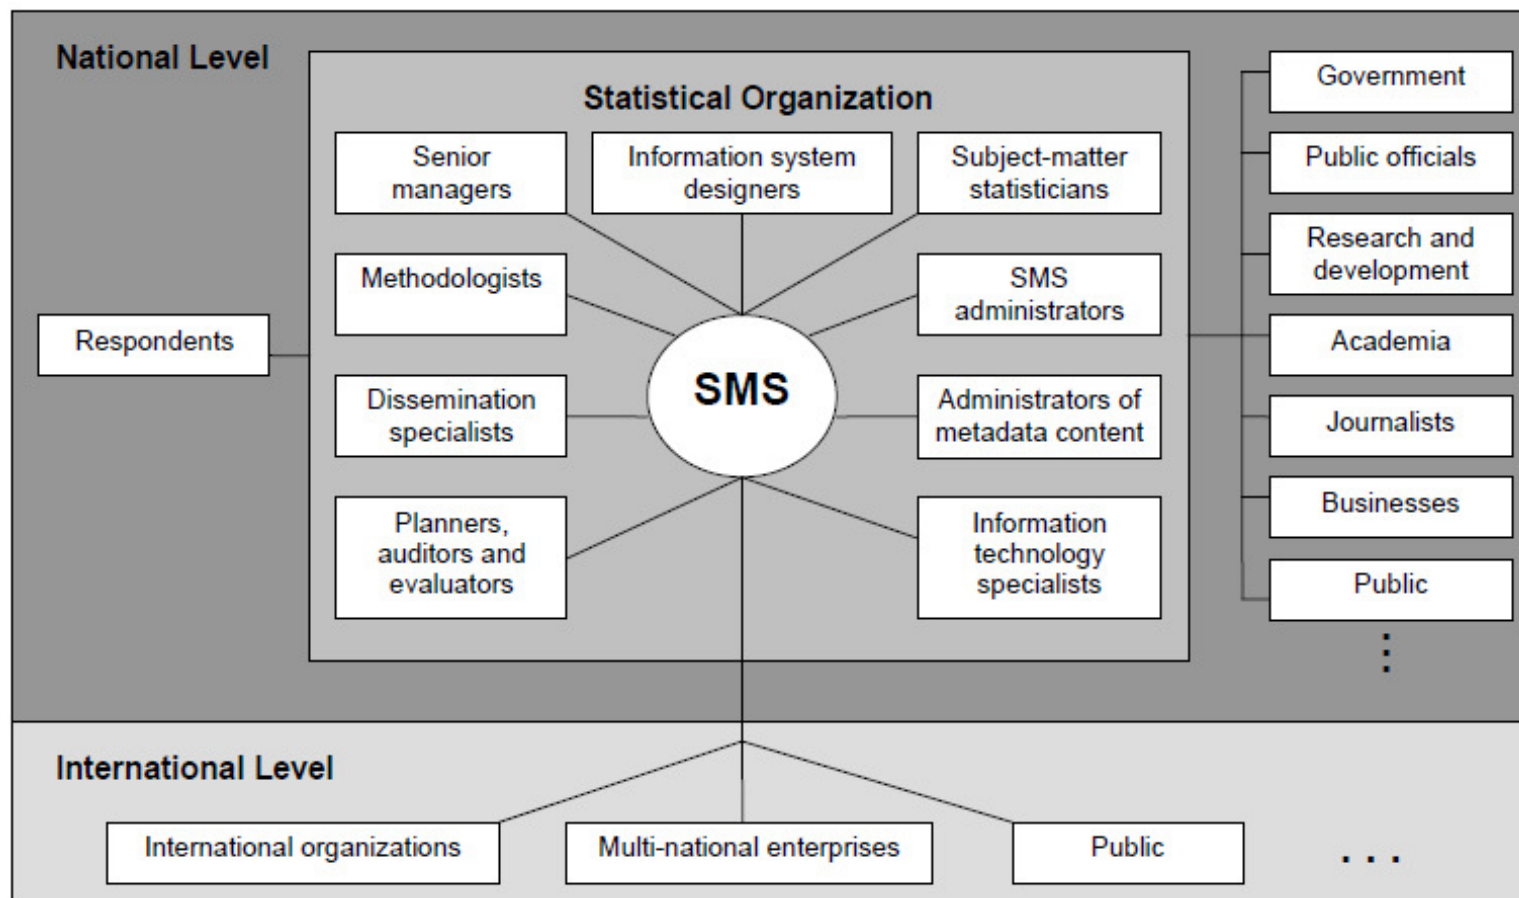 National Level
Statistical Organization
Senior
managers
Information system
designers
Subject-matter
statisticians
Methodologists
SMS
administrators
Respondents
SMS
Dissemination
specialists
Administrators of
metadata content
Planners,
auditors and
evaluators
Information
technology
specialists
Government
Public officials
Research and
development
Academia
Journalists
Businesses
Public
...
International Level
International organizations
Multi-national enterprises
Public
...